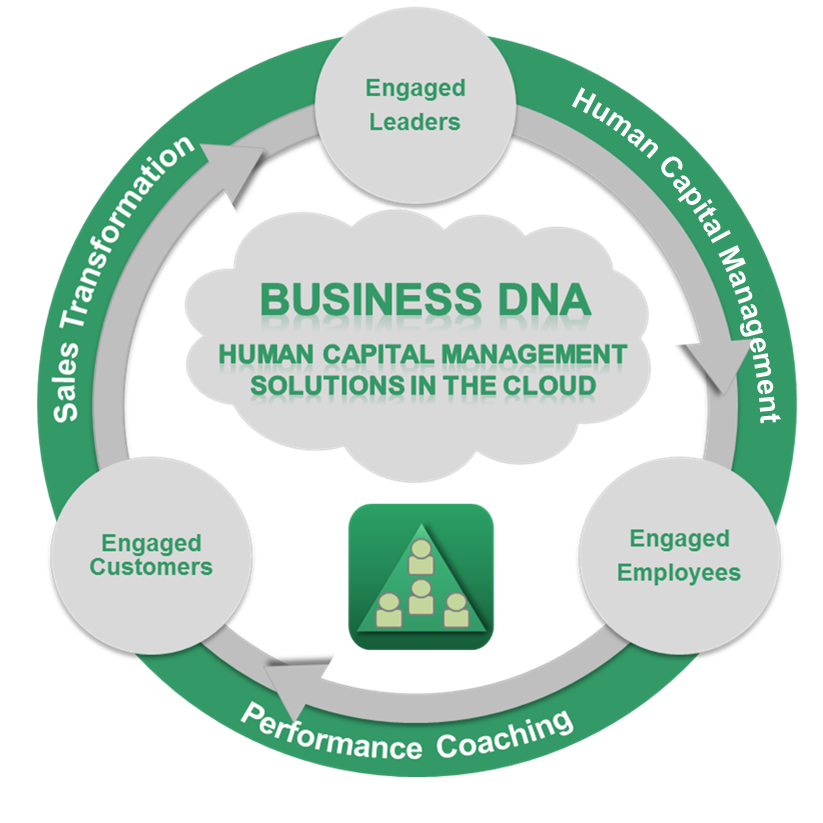 Engaged
Leaders
Human Capital Management
Sales Transformation
BUSINESS DNA
HUMAN CAPITAL MANAGEMENT
SOLUTIONS IN THE CLOUD
Engaged
Customers
Engaged
Employees
Performance Coaching